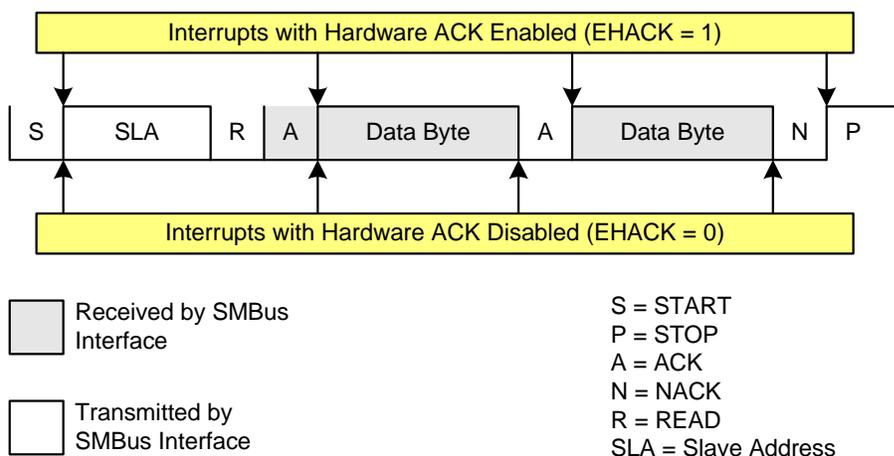 Interrupts with Hardware ACK Enabled (EHACK = 1)
S SLA R A Data Byte A Data Byte N P
Interrupts with Hardware ACK Disabled (EHACK = 0)
Received by SMBus
Interface
Transmitted by
SMBus Interface
S = START
P = STOP
A = ACK
N = NACK
R = READ
SLA = Slave Address